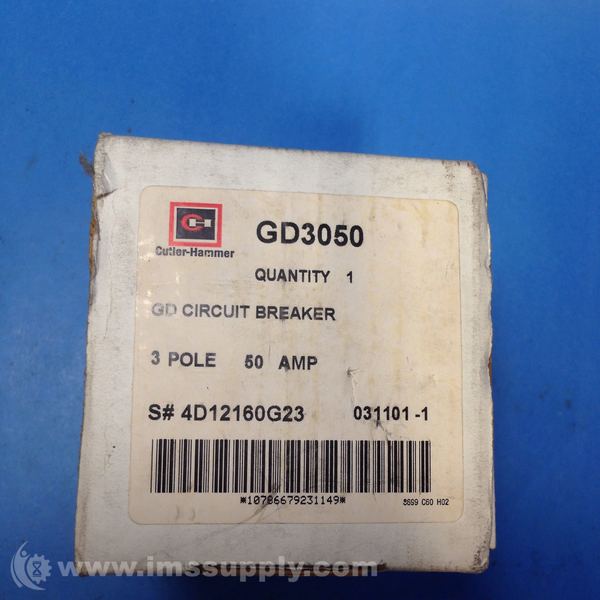 GD3050
Cutler-Hammer
QUANTITY 1
GD CIRCUIT BREAKER
3 POLE 50 AMP
S# 4D12160G23 031101 -1
*10786679231149*
3699 C60 H02
www.imssupply.com